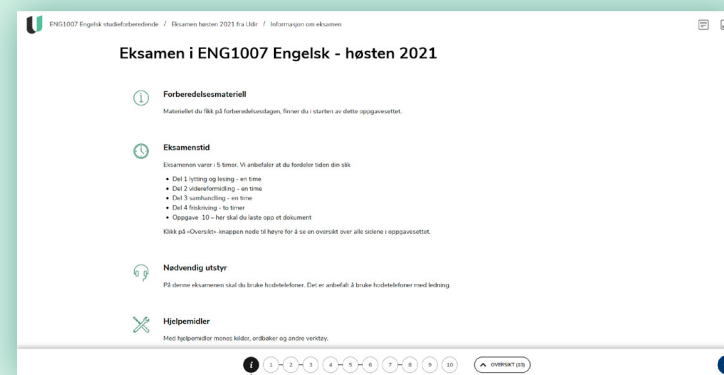 ENG1007 Engelsk studieforberedende / Eksamen høsten 2021 fra Udir / Informasjon om eksamen
Eksamen i ENG1007 Engelsk - høsten 2021
Forberedelsesmateriell
Materiellet du fikk på forberedelsesdagen, finner du i starten av dette oppgavesettet.
Eksamenstid
Eksamenen varer i 5 timer. Vi anbefaler at du fordeler tiden din slik
• Del 1 lytting og lesing - en time
• Del 2 videreformidling - en time
• Del 3 samhandling - en time
• Del 4 friskriving - to timer
• Oppgave 10 – her skal du laste opp et dokument
Klikk på «Oversikt»-knappen nede til høyre for å se en oversikt over alle sidene i oppgavesettet.
Nødvendig utstyr
På denne eksamenen skal du bruke hodetelefoner. Det er anbefalt å bruke hodetelefoner med ledning.
Hjelpemidler
Med hjelpemidler menes kilder, ordbøker og andre verktøy.
i 1 2 3 4 5 6 7 8 9 10 OVERSIKT (13)